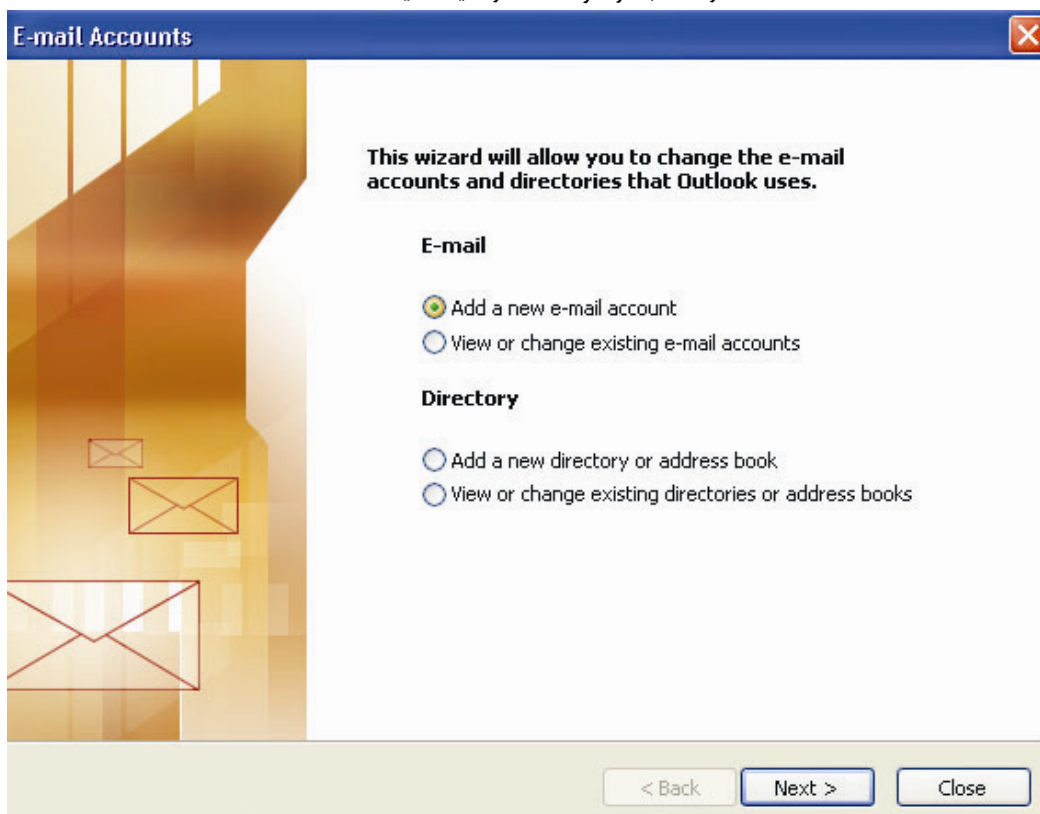 E-mail Accounts
This wizard will allow you to change the e-mail
accounts and directories that Outlook uses.
E-mail
Add a new e-mail account
View or change existing e-mail accounts
Directory
Add a new directory or address book
View or change existing directories or address books
< Back
Next >
Close